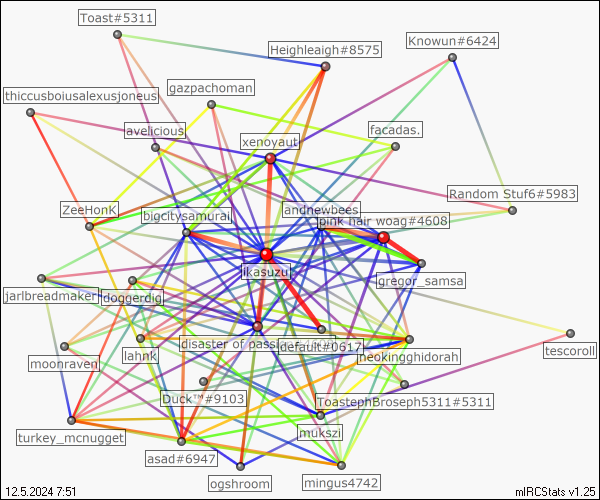 Toast#5311
Knowun#6424
Heighleaigh#8575
thiccusboiusalexusjoneus
gazpachoman
avelicious
facadas.
xenoyaut
Random Stuf6#5983
ZeeHonK
bigcitysamurai
andnewbees
pink hair woag#4608
ikasuzu
gregor_samsa
jarlbreadmaker
doggerdig
disaster of passi
default#0617
neokingghidorah
tescoroll
moonraven
lahnk
Duck™#9103
ToastephBroseph5311#5311
mukszi
turkey_mcnugget
asad#6947
ogshroom
mingus4742
12.5.2024 7:51
mIRCStats v1.25